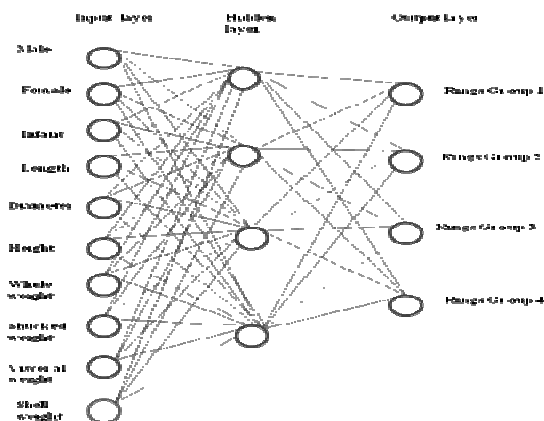 Input layer
Hidden
layer
Output layer
Male
Female
Infant
Length
Diameter
Height
Whole
weight
Shucked
weight
Visceral
weight
Shell
weight
Range Group 1
Range Group 2
Range Group 3
Range Group 4